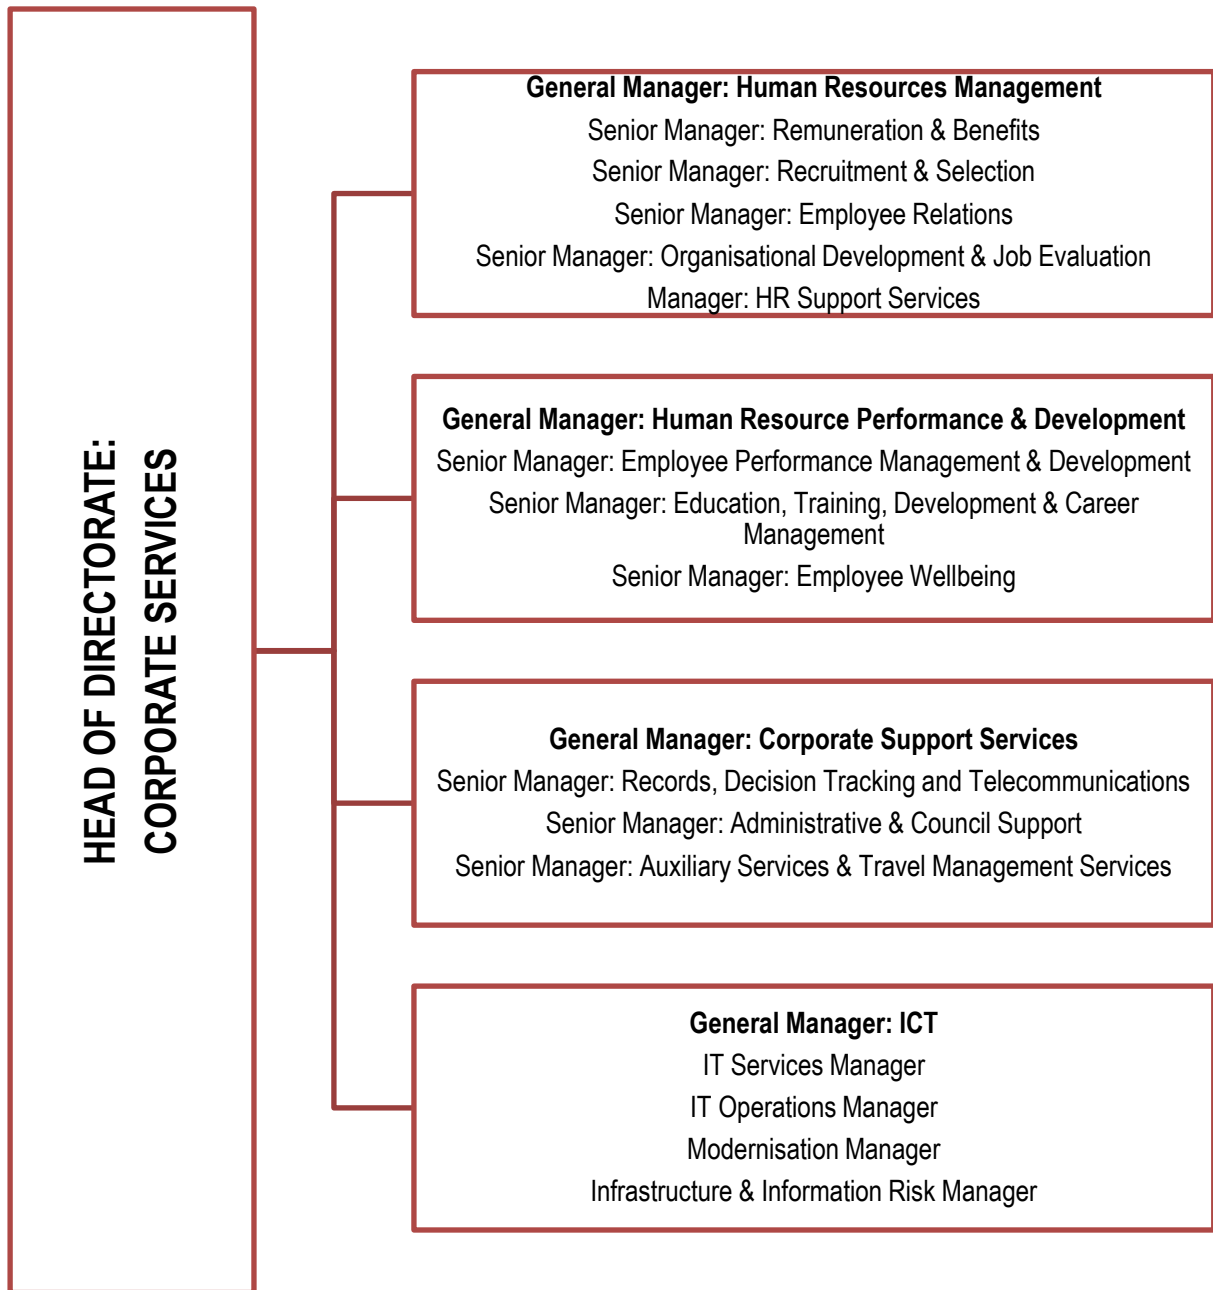 HEAD OF DIRECTORATE:
CORPORATE SERVICES
General Manager: Human Resources Management
Senior Manager: Remuneration & Benefits
Senior Manager: Recruitment & Selection
Senior Manager: Employee Relations
Senior Manager: Organisational Development & Job Evaluation
Manager: HR Support Services
General Manager: Human Resource Performance & Development
Senior Manager: Employee Performance Management & Development
Senior Manager: Education, Training, Development & Career
Management
Senior Manager: Employee Wellbeing
General Manager: Corporate Support Services
Senior Manager: Records, Decision Tracking and Telecommunications
Senior Manager: Administrative & Council Support
Senior Manager: Auxiliary Services & Travel Management Services
General Manager: ICT
IT Services Manager
IT Operations Manager
Modernisation Manager
Infrastructure & Information Risk Manager